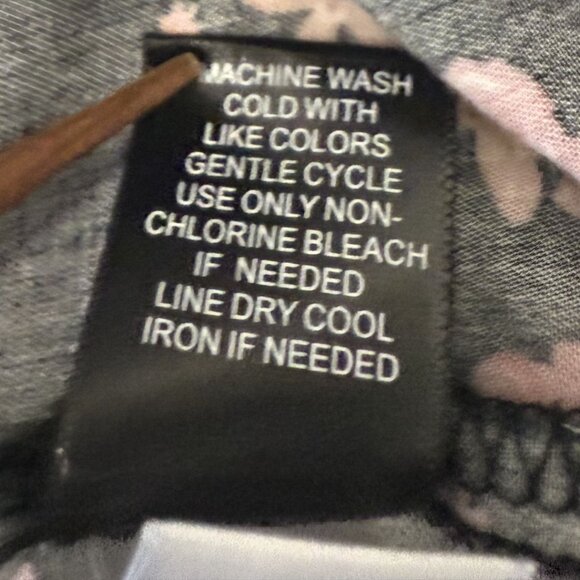 MACHINE WASH
COLD WITH
LIKE COLORS
GENTLE CYCLE
USE ONLY NON-
CHLORINE BLEACH
IF NEEDED
LINE DRY COOL
IRON IF NEEDED